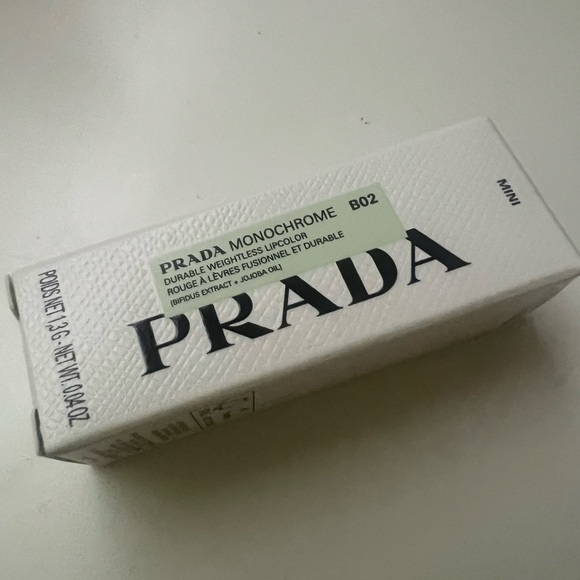 PRADA MONOCHROME B02
DURABLE WEIGHTLESS LIPCOLOR
ROUGE À LÈVRES FUSIONNEL ET DURABLE
[BIFIDUS EXTRACT + JOJOBA OIL]
PRADA
MINI
POIDS NET 1.3 G - NET WT. 0.04 OZ.